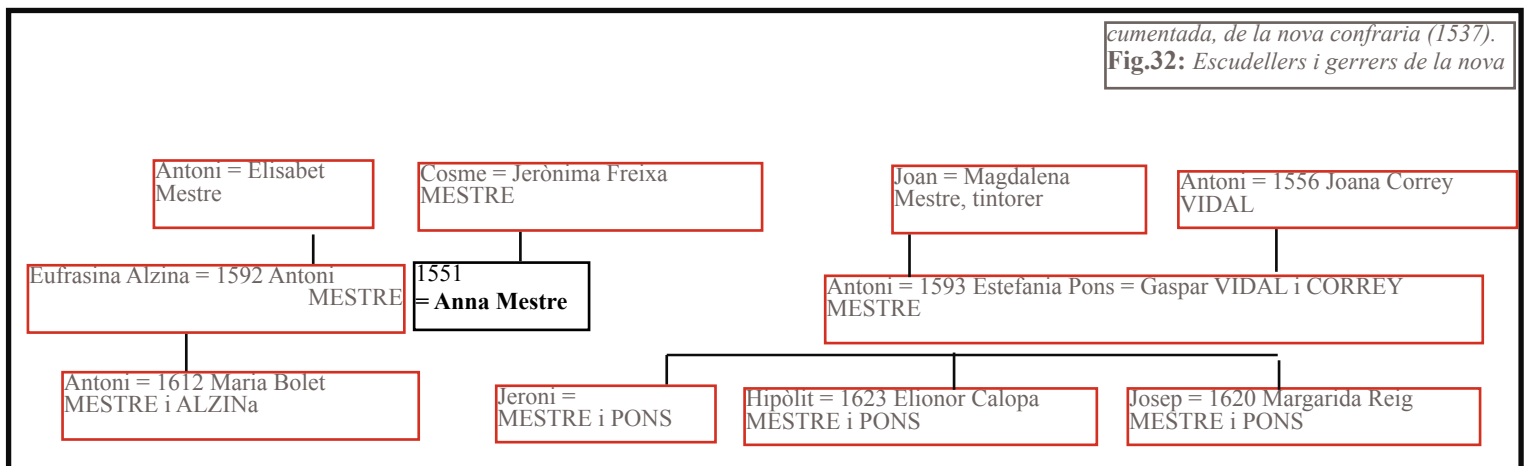 cumentada, de la nova confraria (1537).
Fig.32: Escudellers i gerrers de la nova
Antoni = Elisabet
Mestre
Cosme = Jerònima Freixa
MESTRE
Joan = Magdalena
Mestre, tintorer
Antoni = 1556 Joana Correy
VIDAL
Eufrasina Alzina = 1592 Antoni
MESTRE
1551
= Anna Mestre
Antoni = 1593 Estefania Pons = Gaspar VIDAL i CORREY
MESTRE
Antoni = 1612 Maria Bolet
MESTRE i ALZINa
Jeroni =
MESTRE i PONS
Hipòlit = 1623 Elionor Calopa
MESTRE i PONS
Josep = 1620 Margarida Reig
MESTRE i PONS